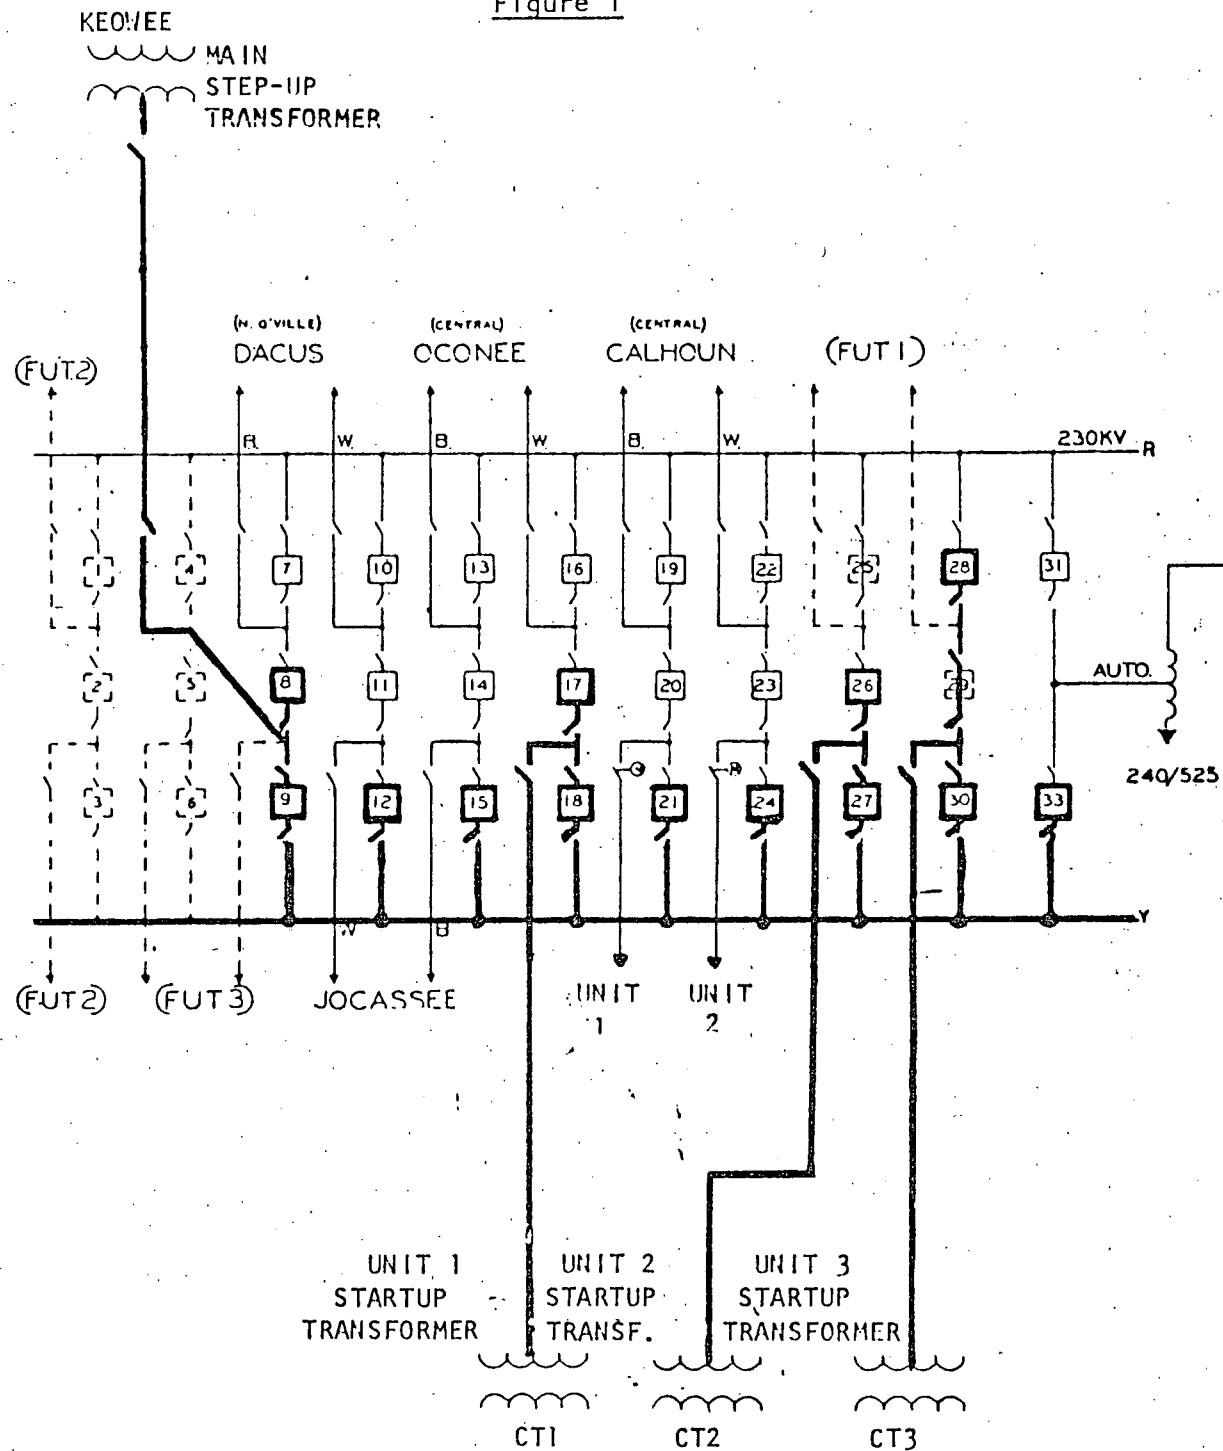 Figure 1
KEOWEE
MAIN
STEP-UP
TRANSFORMER
(N. G'VILLE) (CENTRAL) (CENTRAL)
(FUT.2) DACUS OCONEE CALHOUN (FUT 1)
R. W. B. W. B. W. 230KV R
1 4 7 10 13 16 19 22 25 28 31
2 5 8 11 14 17 20 23 26 29 AUTO.
3 6 9 12 15 18 21 24 27 30 33 240/525
Y
W B
(FUT2) (FUT3) JOCASSEE UNIT 1 UNIT 2
UNIT 1 STARTUP TRANSFORMER
UNIT 2 STARTUP TRANSF.
UNIT 3 STARTUP TRANSFORMER
CT1 CT2 CT3